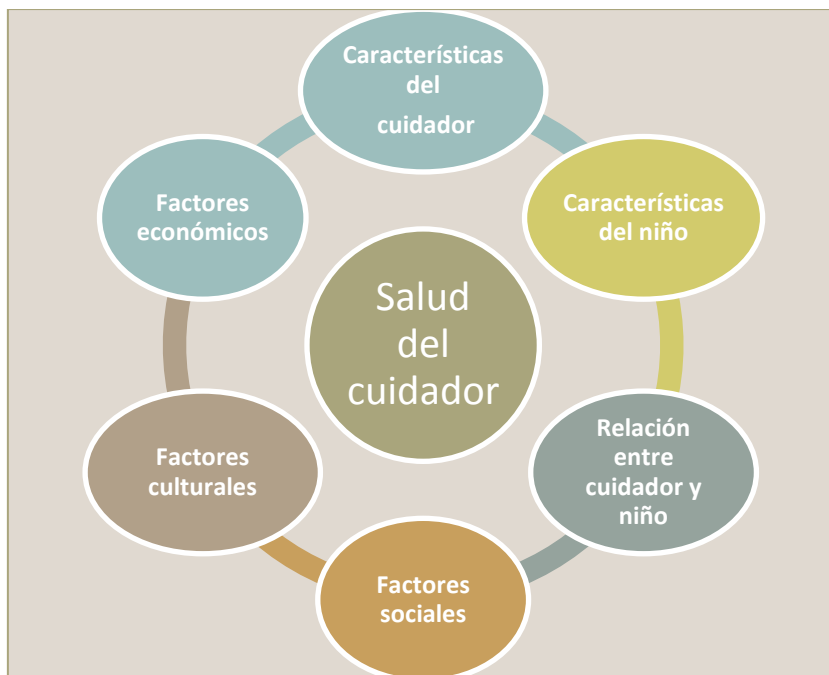 Características
del
cuidador
Características
del niño
Relación
entre
cuidador y
niño
Factores
sociales
Factores
culturales
Factores
económicos
Salud
del
cuidador